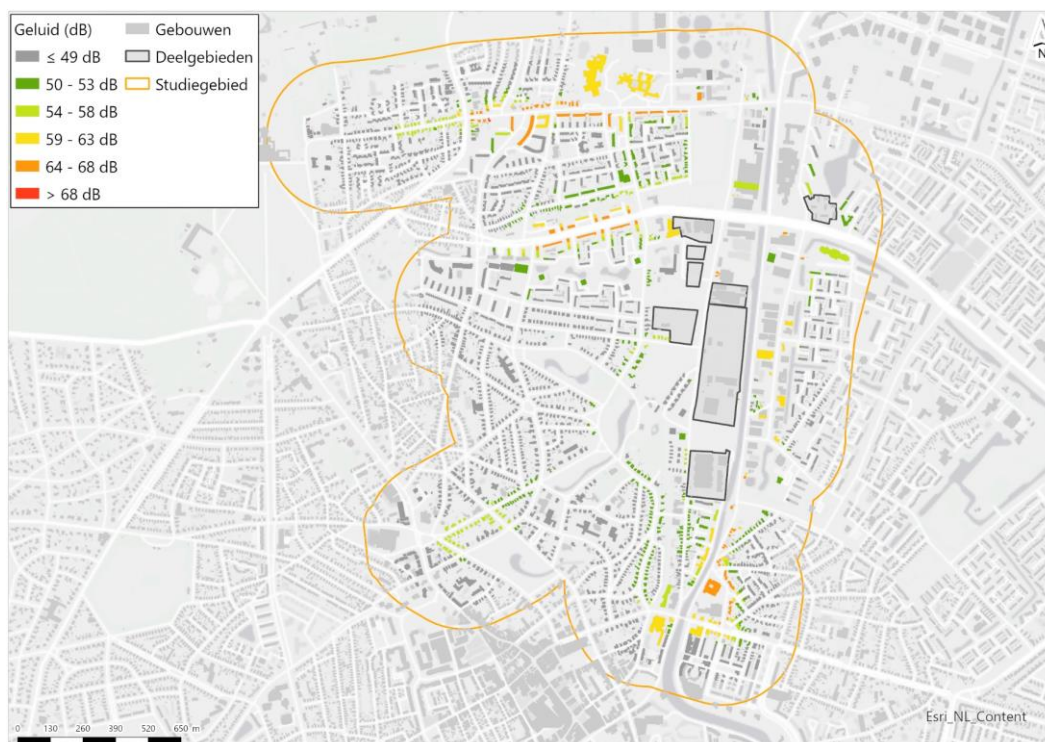 Geluid (dB)
≤ 49 dB
50 - 53 dB
54 - 58 dB
59 - 63 dB
64 - 68 dB
> 68 dB
Gebouwen
Deelgebieden
Studiegebied
N
0 130 260 390 520 650 m
Esri_NL_Content